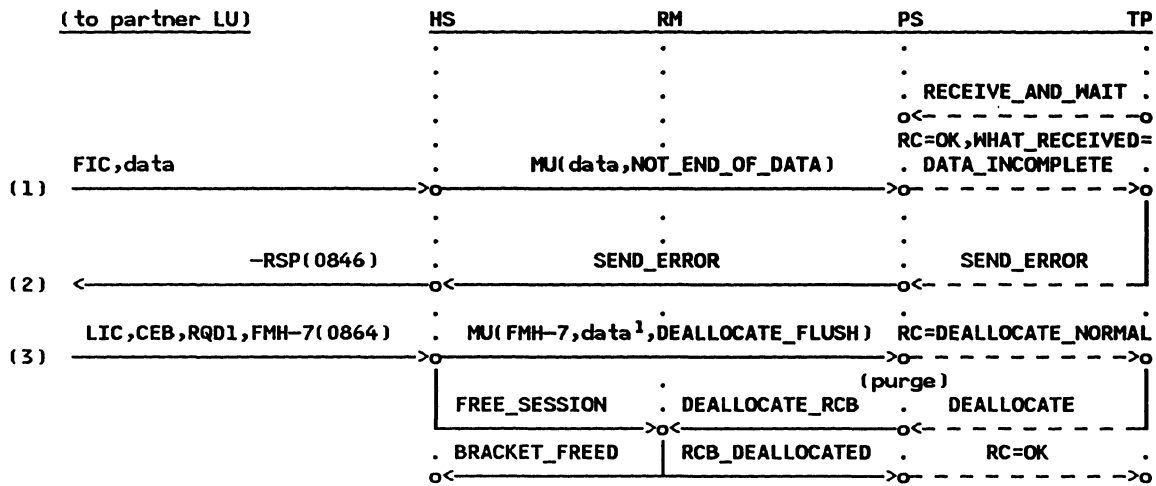 (to partner LU) HS RM PS TP
RECEIVE_AND_WAIT
RC=OK,WHAT_RECEIVED=
FIC,data MU(data,NOT_END_OF_DATA) DATA_INCOMPLETE
(1)
-RSP(0846) SEND_ERROR SEND_ERROR
(2)
LIC,CEB,RQD1,FMH-7(0864) MU(FMH-7,data¹,DEALLOCATE_FLUSH) RC=DEALLOCATE_NORMAL
(3)
(purge)
FREE_SESSION DEALLOCATE_RCB DEALLOCATE
BRACKET_FREED RCB_DEALLOCATED RC=OK